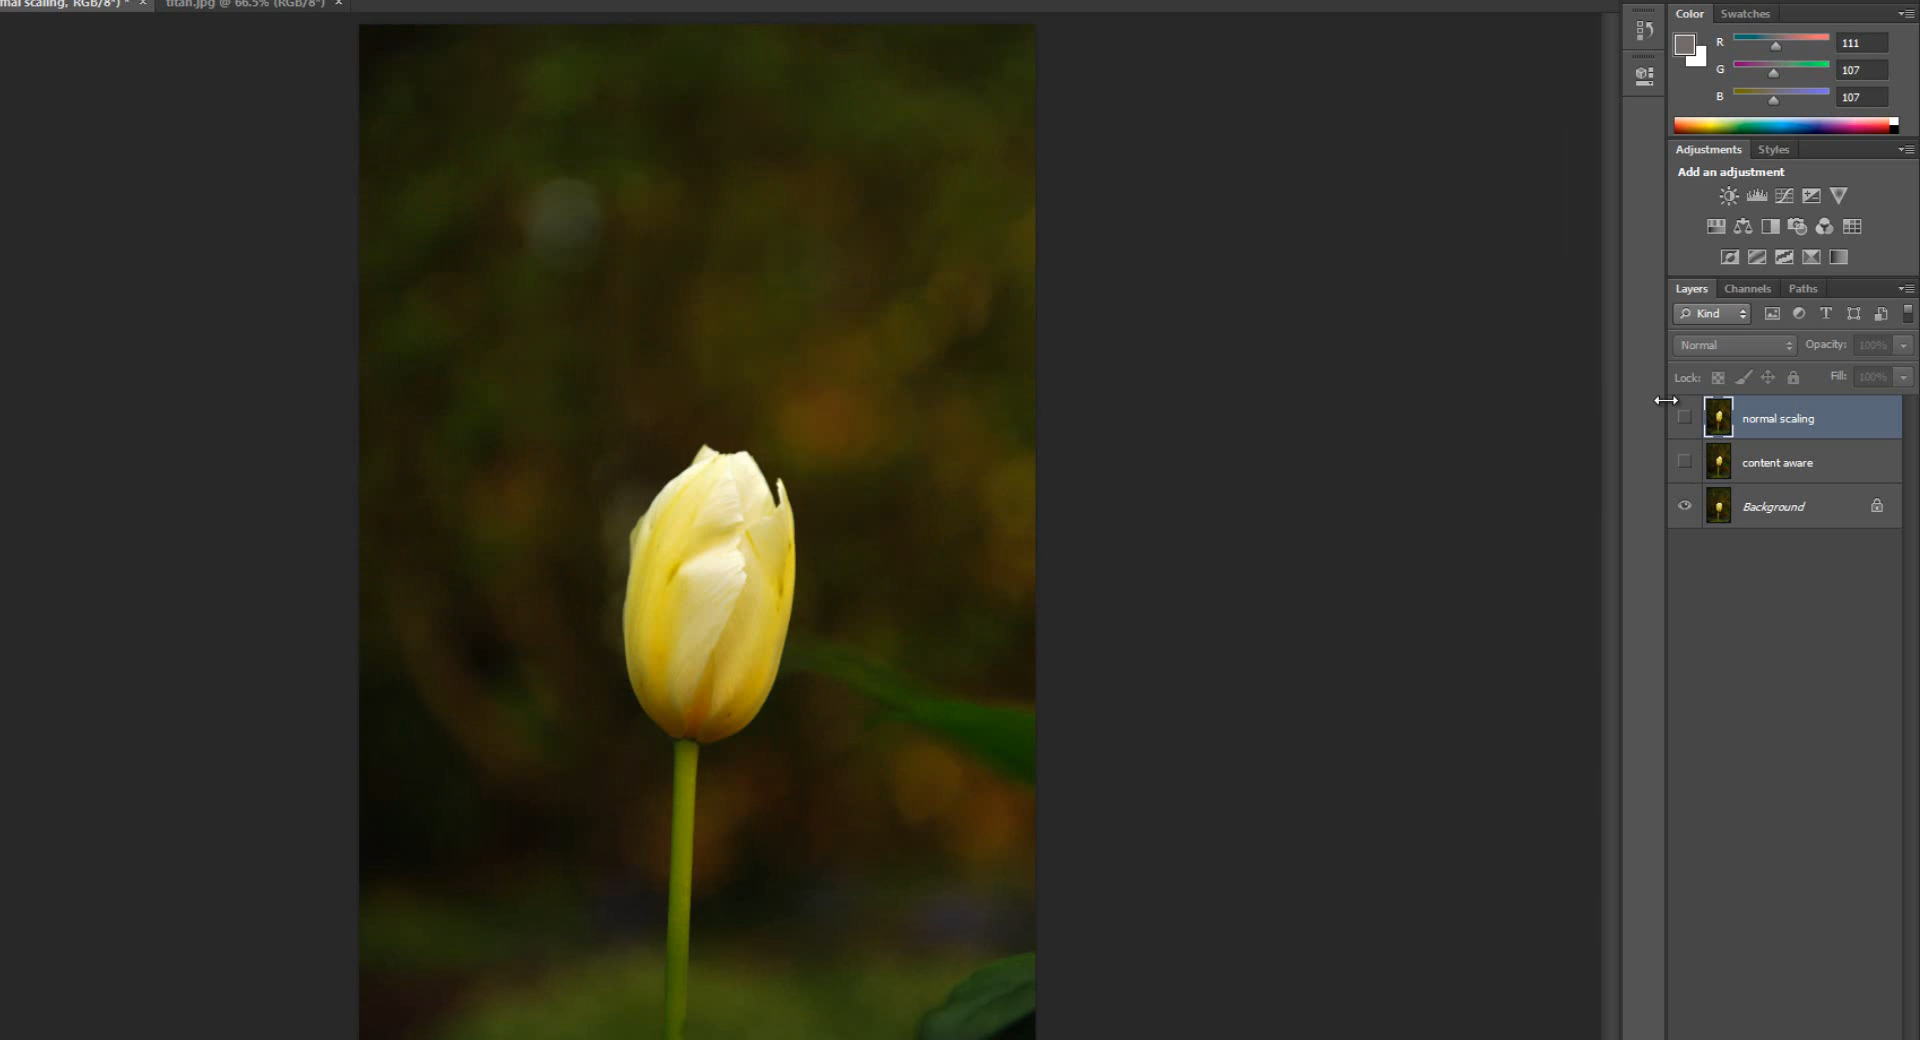 mal scaling, RGB/8*) * × titan.jpg @ 66.5% (RGB/8*) ×
Color Swatches
R 111
G 107
B 107
Adjustments Styles
Add an adjustment
Layers Channels Paths
Kind T
Normal Opacity: 100%
Lock: Fill: 100%
normal scaling
content aware
Background